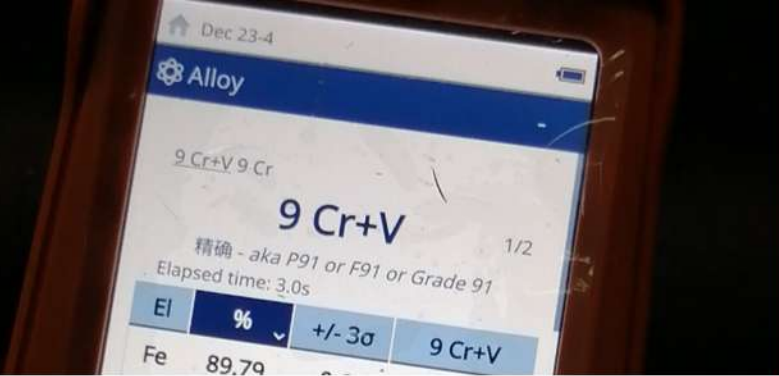 Dec 23-4
Alloy
9 Cr+V 9 Cr
9 Cr+V
1/2
精确 - aka P91 or F91 or Grade 91
Elapsed time: 3.0s
El % +/- 3σ 9 Cr+V
Fe 89.79